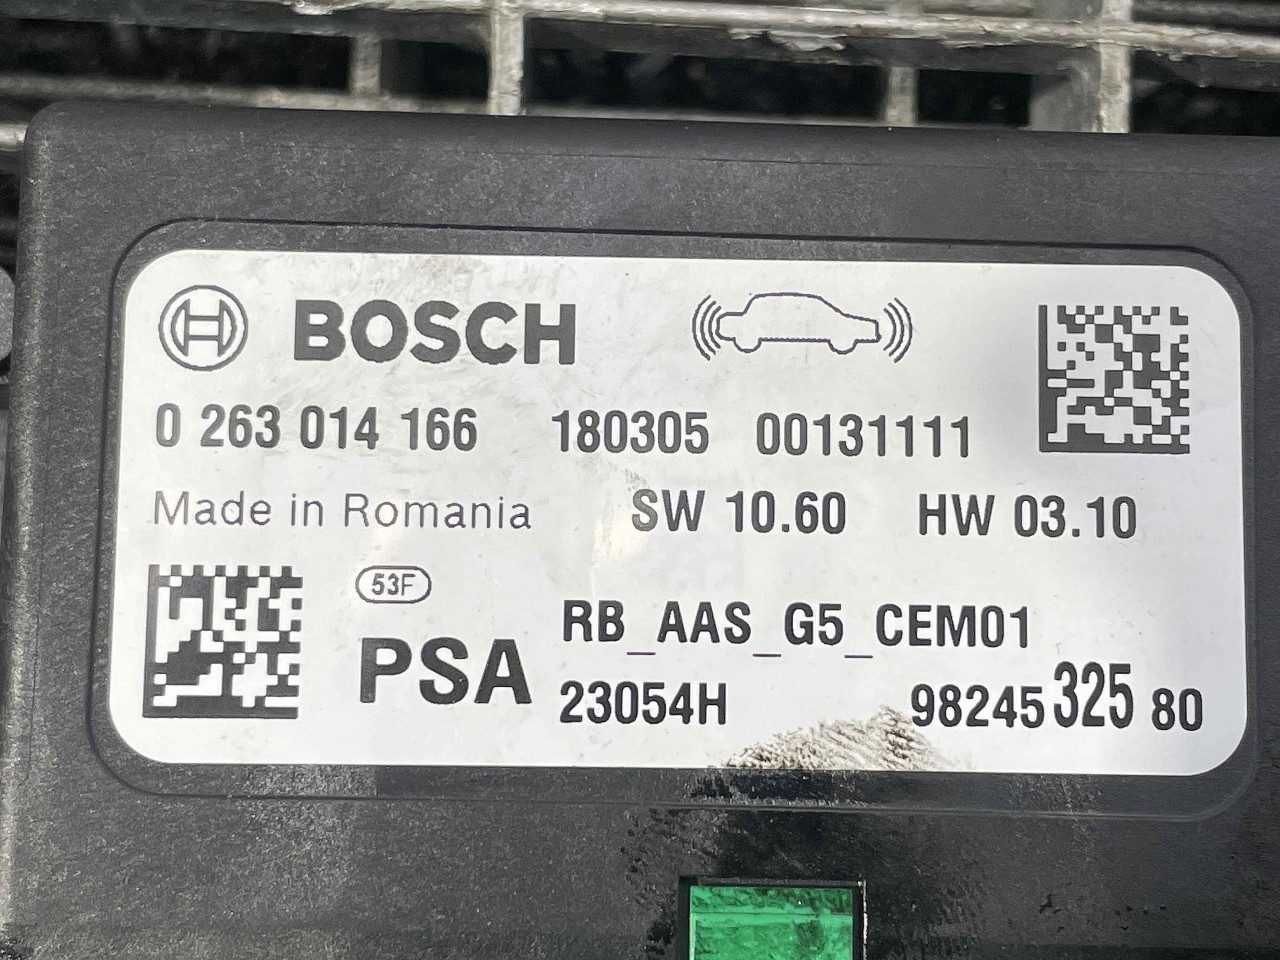 BOSCH
0 263 014 166 180305 00131111
Made in Romania SW 10.60 HW 03.10
53F
PSA RB_AAS_G5_CEM01
23054H 98245 325 80